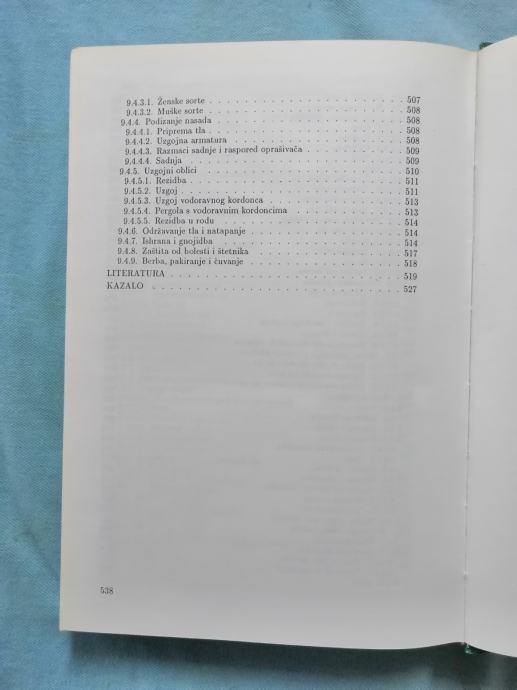 9.4.3.1. Ženske sorte . . . . . . . . . . . . . . . . . . . . 507
9.4.3.2. Muške sorte . . . . . . . . . . . . . . . . . . . . 508
9.4.4. Podizanje nasada . . . . . . . . . . . . . . . . . . . . 508
9.4.4.1. Priprema tla . . . . . . . . . . . . . . . . . . . . 508
9.4.4.2. Uzgojna armatura . . . . . . . . . . . . . . . . . . 508
9.4.4.3. Razmaci sadnje i raspored oprašivača . . . . . . . . . . 509
9.4.4.4. Sadnja . . . . . . . . . . . . . . . . . . . . . . 509
9.4.5. Uzgojni oblici . . . . . . . . . . . . . . . . . . . . 510
9.4.5.1. Rezidba . . . . . . . . . . . . . . . . . . . . . . 511
9.4.5.2. Uzgoj . . . . . . . . . . . . . . . . . . . . . . . 511
9.4.5.3. Uzgoj vodoravnog kordonca . . . . . . . . . . . . . . 513
9.4.5.4. Pergola s vodoravnim kordoncima . . . . . . . . . . . . 513
9.4.5.5. Rezidba u rodu . . . . . . . . . . . . . . . . . . . 514
9.4.6. Održavanje tla i natapanje . . . . . . . . . . . . . . . 514
9.4.7. Ishrana i gnojidba . . . . . . . . . . . . . . . . . . . 514
9.4.8. Zaštita od bolesti i štetnika . . . . . . . . . . . . . . 517
9.4.9. Berba, pakiranje i čuvanje . . . . . . . . . . . . . . . 518
LITERATURA . . . . . . . . . . . . . . . . . . . . . . . . 519
KAZALO . . . . . . . . . . . . . . . . . . . . . . . . . . 527
538